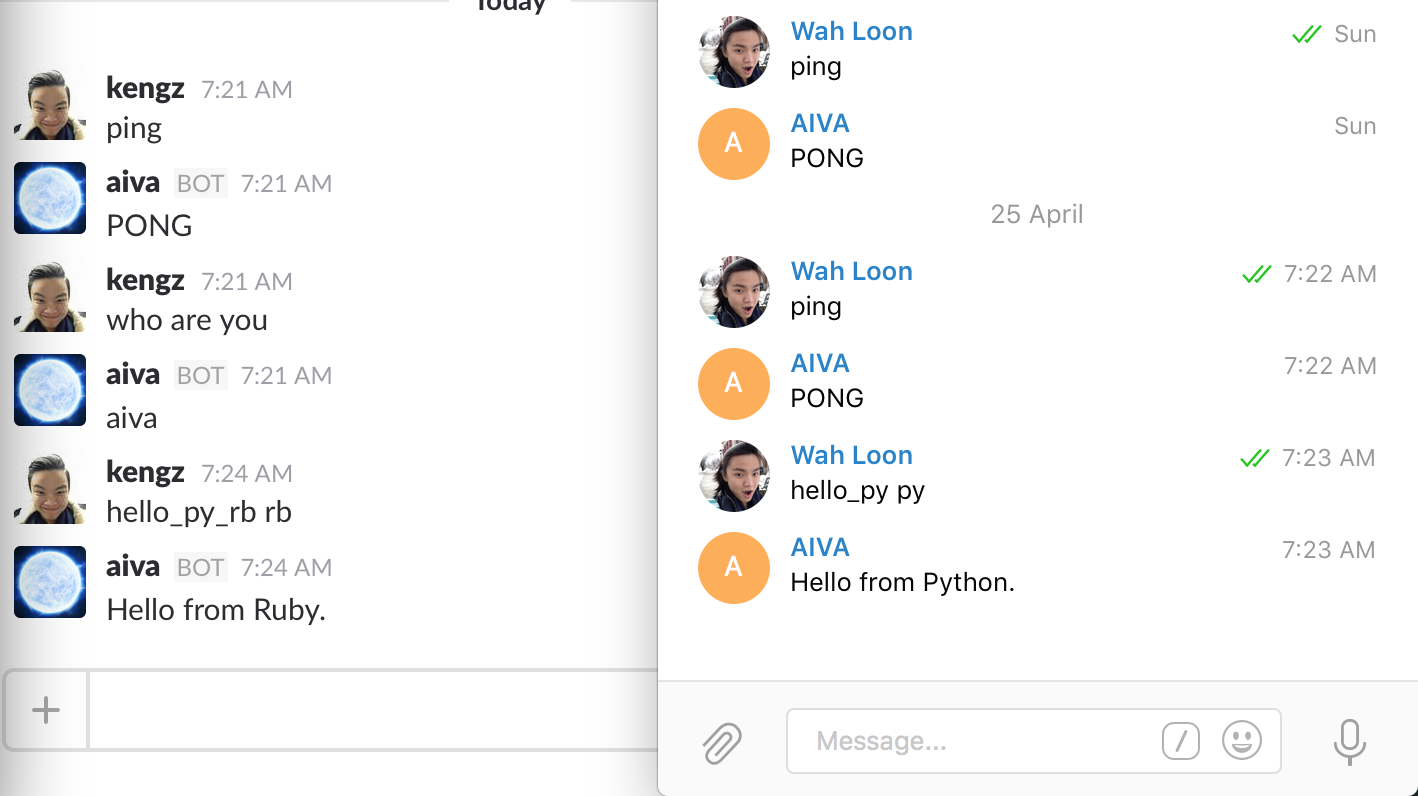 Today
kengz 7:21 AM
ping
aiva BOT 7:21 AM
PONG
kengz 7:21 AM
who are you
aiva BOT 7:21 AM
aiva
kengz 7:24 AM
hello_py_rb rb
aiva BOT 7:24 AM
Hello from Ruby.
Wah Loon Sun
ping
A
AIVA Sun
PONG
25 April
Wah Loon 7:22 AM
ping
A
AIVA 7:22 AM
PONG
Wah Loon 7:23 AM
hello_py py
A
AIVA 7:23 AM
Hello from Python.
Message...
/